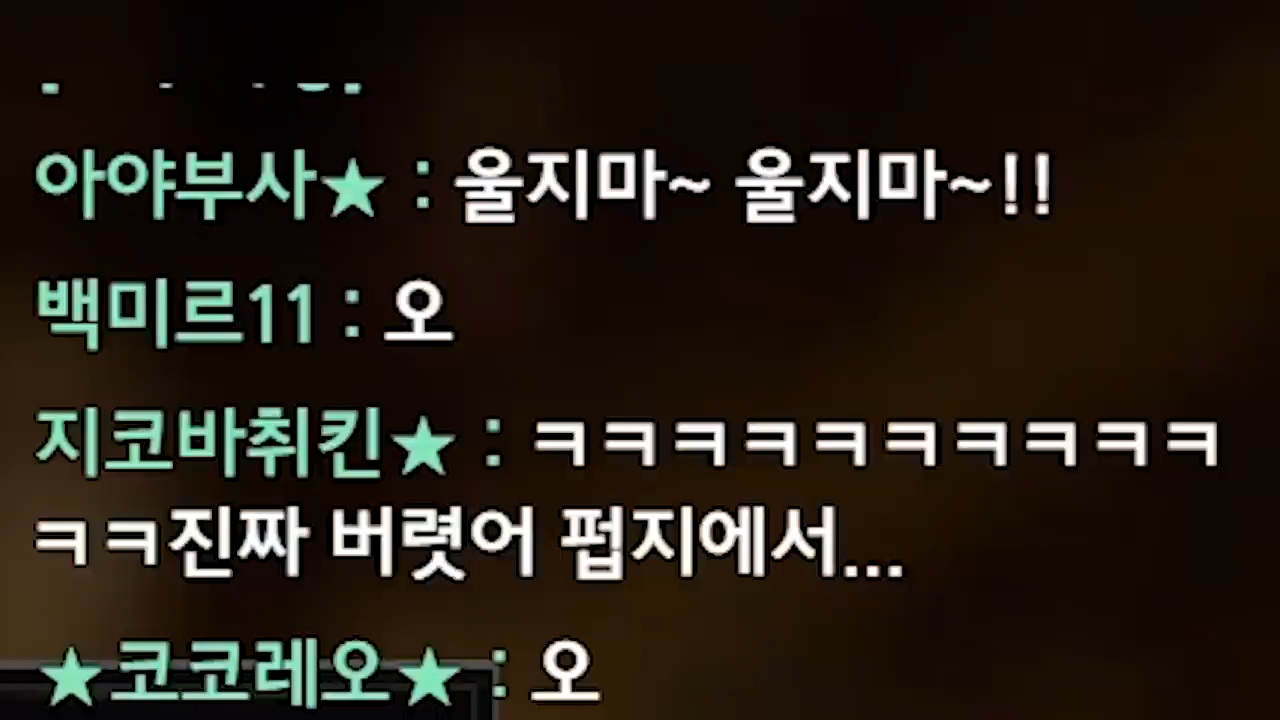 아야부사★ : 울지마~ 울지마~!!
백미르11 : 오
지코바취킨★ : ㅋㅋㅋㅋㅋㅋㅋㅋㅋㅋ
ㅋㅋ진짜 버렷어 펍지에서...
★코코레오★ : 오